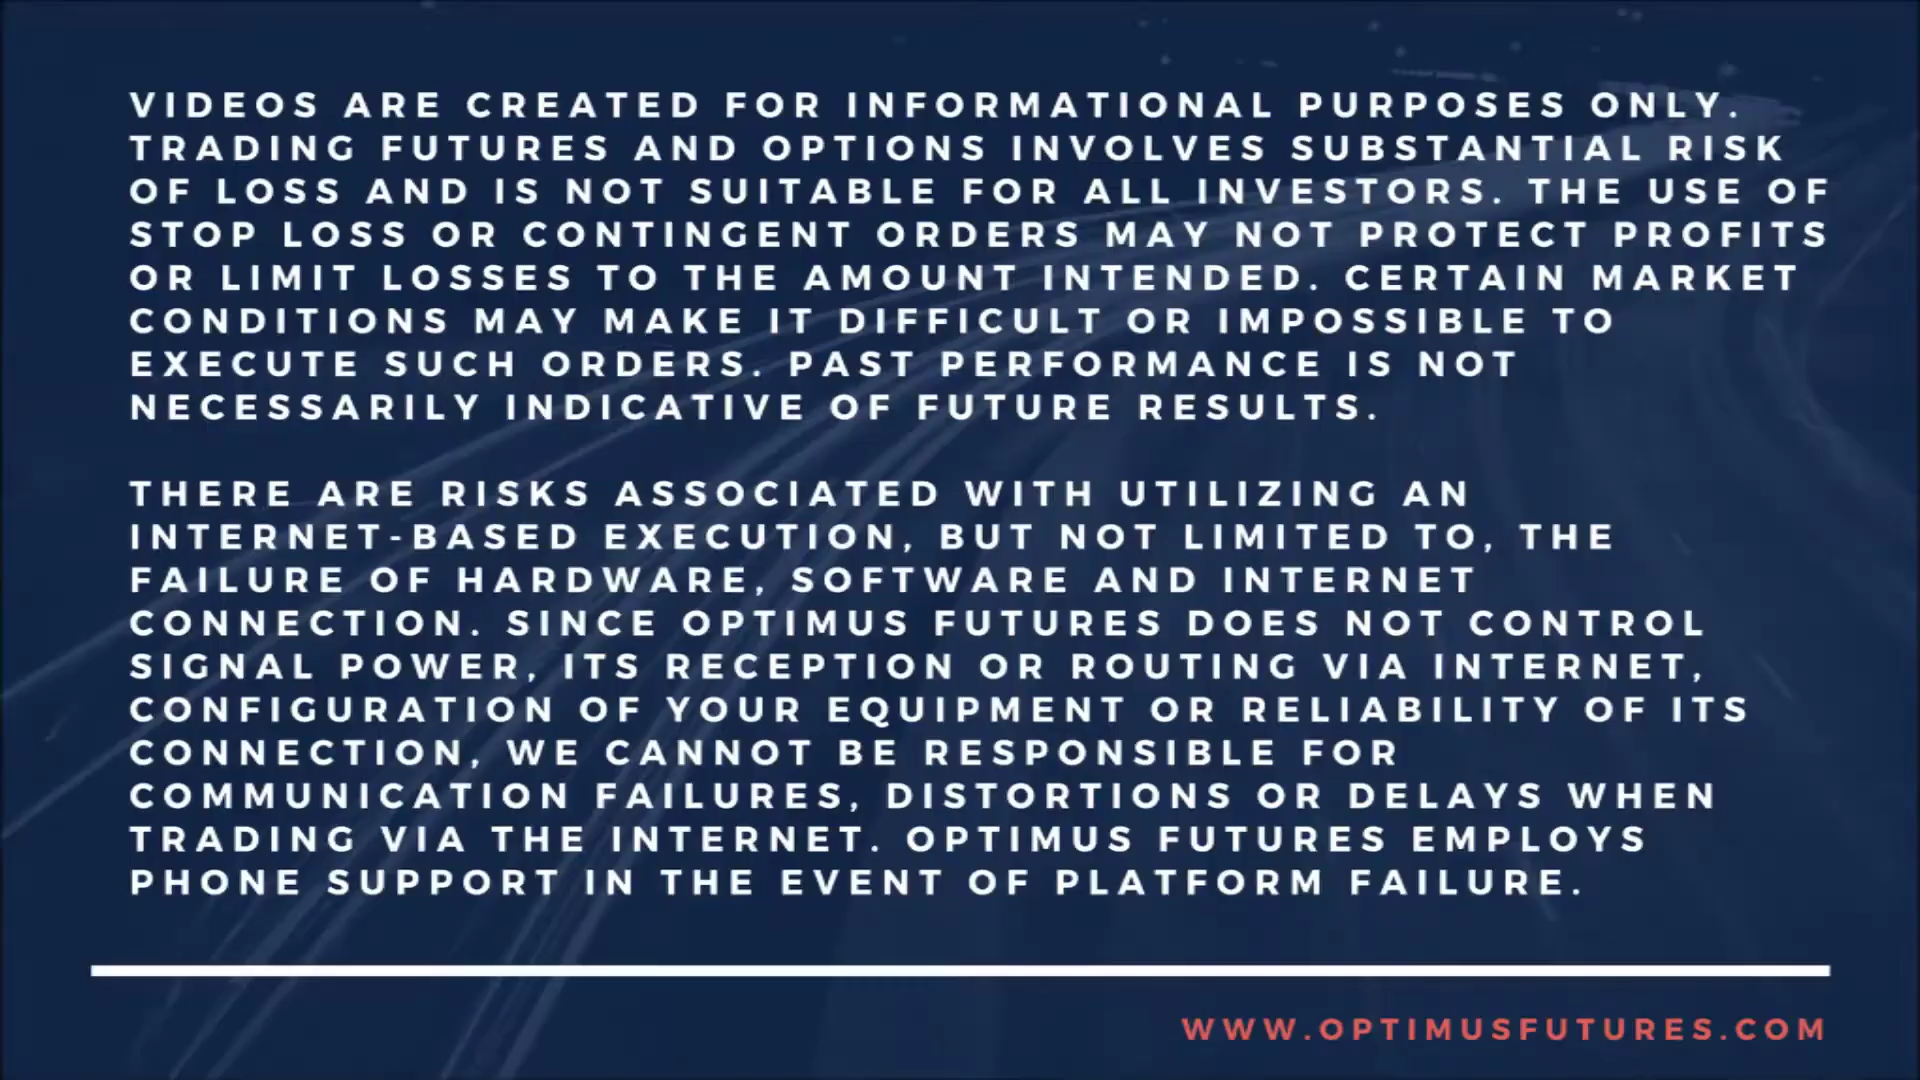 VIDEOS ARE CREATED FOR INFORMATIONAL PURPOSES ONLY.
TRADING FUTURES AND OPTIONS INVOLVES SUBSTANTIAL RISK
OF LOSS AND IS NOT SUITABLE FOR ALL INVESTORS. THE USE OF
STOP LOSS OR CONTINGENT ORDERS MAY NOT PROTECT PROFITS
OR LIMIT LOSSES TO THE AMOUNT INTENDED. CERTAIN MARKET
CONDITIONS MAY MAKE IT DIFFICULT OR IMPOSSIBLE TO
EXECUTE SUCH ORDERS. PAST PERFORMANCE IS NOT
NECESSARILY INDICATIVE OF FUTURE RESULTS.
THERE ARE RISKS ASSOCIATED WITH UTILIZING AN
INTERNET-BASED EXECUTION, BUT NOT LIMITED TO, THE
FAILURE OF HARDWARE, SOFTWARE AND INTERNET
CONNECTION. SINCE OPTIMUS FUTURES DOES NOT CONTROL
SIGNAL POWER, ITS RECEPTION OR ROUTING VIA INTERNET,
CONFIGURATION OF YOUR EQUIPMENT OR RELIABILITY OF ITS
CONNECTION, WE CANNOT BE RESPONSIBLE FOR
COMMUNICATION FAILURES, DISTORTIONS OR DELAYS WHEN
TRADING VIA THE INTERNET. OPTIMUS FUTURES EMPLOYS
PHONE SUPPORT IN THE EVENT OF PLATFORM FAILURE.
WWW.OPTIMUSFUTURES.COM